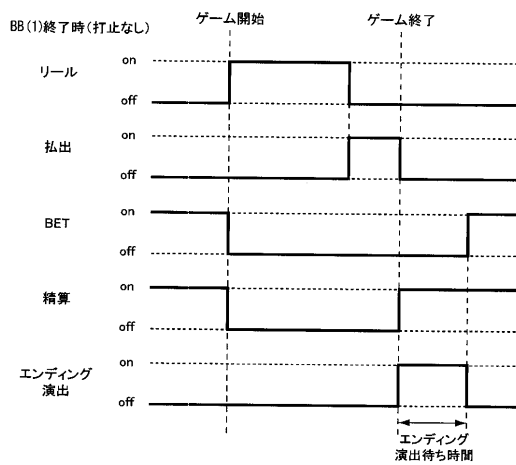 BB(1)終了時(打止なし)
ゲーム開始
ゲーム終了
リール
on
off
払出
on
off
BET
on
off
精算
on
off
エンディング
演出
on
off
エンディング
演出待ち時間